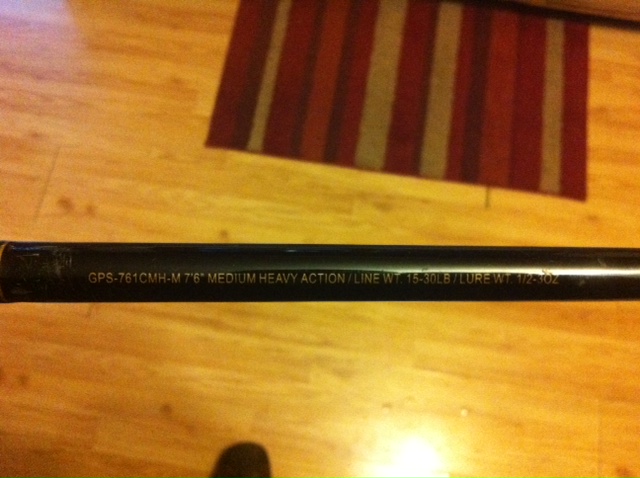 GPS-761CMH-M 7'6" MEDIUM HEAVY ACTION / LINE WT. 15-30LB / LURE WT. 1/2-3OZ